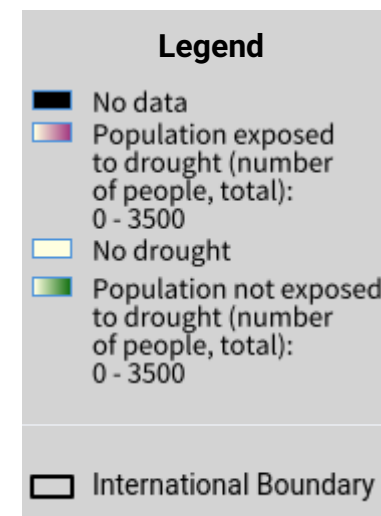 Legend
No data
Population exposed
to drought (number
of people, total):
0 - 3500
No drought
Population not exposed
to drought (number
of people, total):
0 - 3500
International Boundary